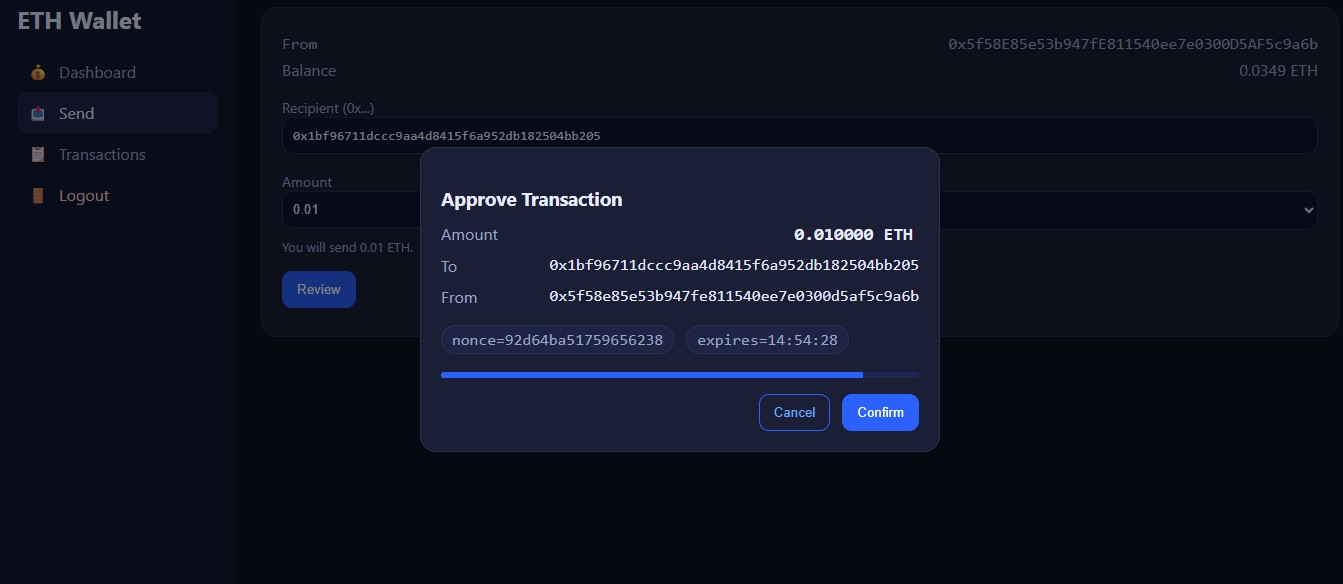 ETH Wallet
Dashboard
Send
Transactions
Logout
From 0x5f58E85e53b947fE811540ee7e0300D5AF5c9a6b
Balance 0.0349 ETH
Recipient (0x...)
0x1bf96711dccc9aa4d8415f6a952db182504bb205
Amount
0.01
You will send 0.01 ETH.
Review
Approve Transaction
Amount 0.010000 ETH
To 0x1bf96711dccc9aa4d8415f6a952db182504bb205
From 0x5f58e85e53b947fe811540ee7e0300d5af5c9a6b
nonce=92d64ba51759656238 expires=14:54:28
Cancel Confirm